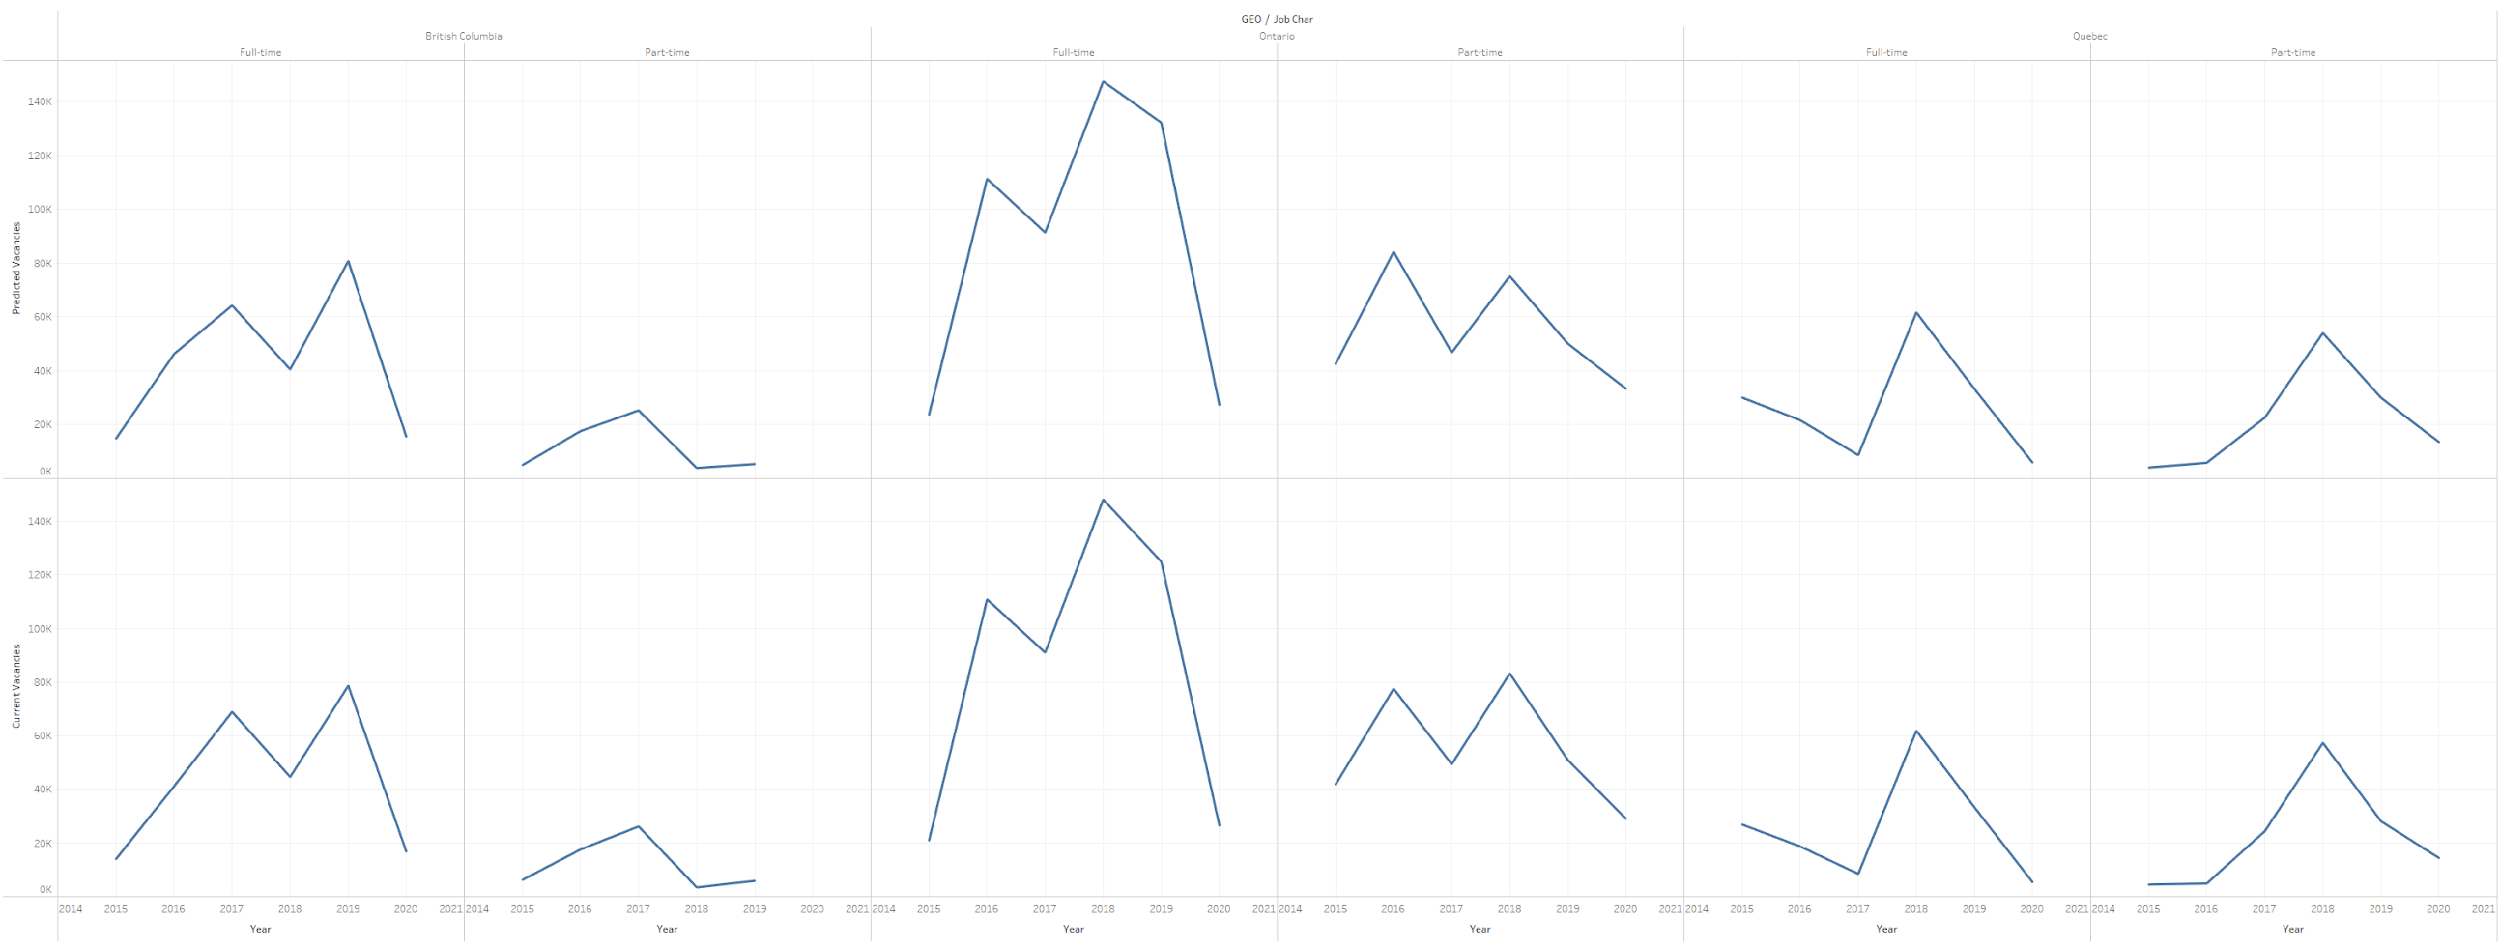 GEO / Job Char
British Columbia Ontario Quebec
Full-time Part-time Full-time Part-time Full-time Part-time
140K
120K
100K
80K
60K
40K
20K
0K
Predicted Vacancies
140K
120K
100K
80K
60K
40K
20K
0K
Current Vacancies
2014 2015 2016 2017 2018 2019 2020 2021 2014 2015 2016 2017 2018 2019 2020 2021 2014 2015 2016 2017 2018 2019 2020 2021 2014 2015 2016 2017 2018 2019 2020 2021 2014 2015 2016 2017 2018 2019 2020 2021 2014 2015 2016 2017 2018 2019 2020 2021
Year Year Year Year Year Year